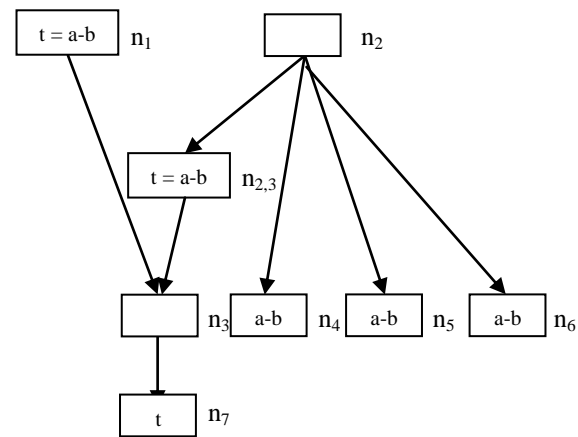 t = a-b n₁ n₂
t = a-b n₂,₃
n₃ a-b n₄ a-b n₅ a-b n₆
t n₇